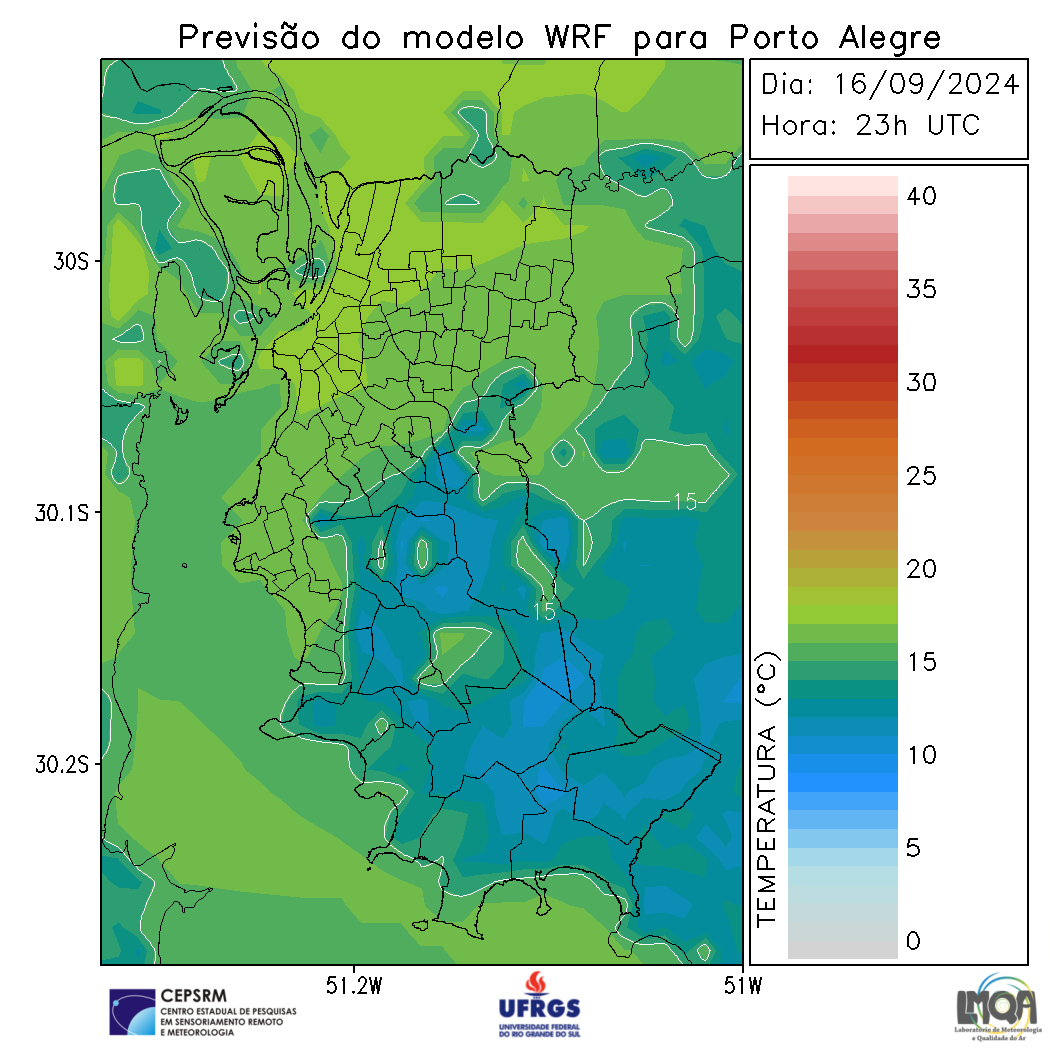 Previsão do modelo WRF para Porto Alegre
Dia: 16/09/2024
Hora: 23h UTC
30S
30.1S
30.2S
51.2W
51W
15
15
TEMPERATURA (°C)
40
35
30
25
20
15
10
5
0
CEPSRM
CENTRO ESTADUAL DE PESQUISAS
EM SENSORIAMENTO REMOTO
E METEOROLOGIA
UFRGS
UNIVERSIDADE FEDERAL
DO RIO GRANDE DO SUL
LMQA
Laboratório de Meteorologia
e Qualidade do Ar